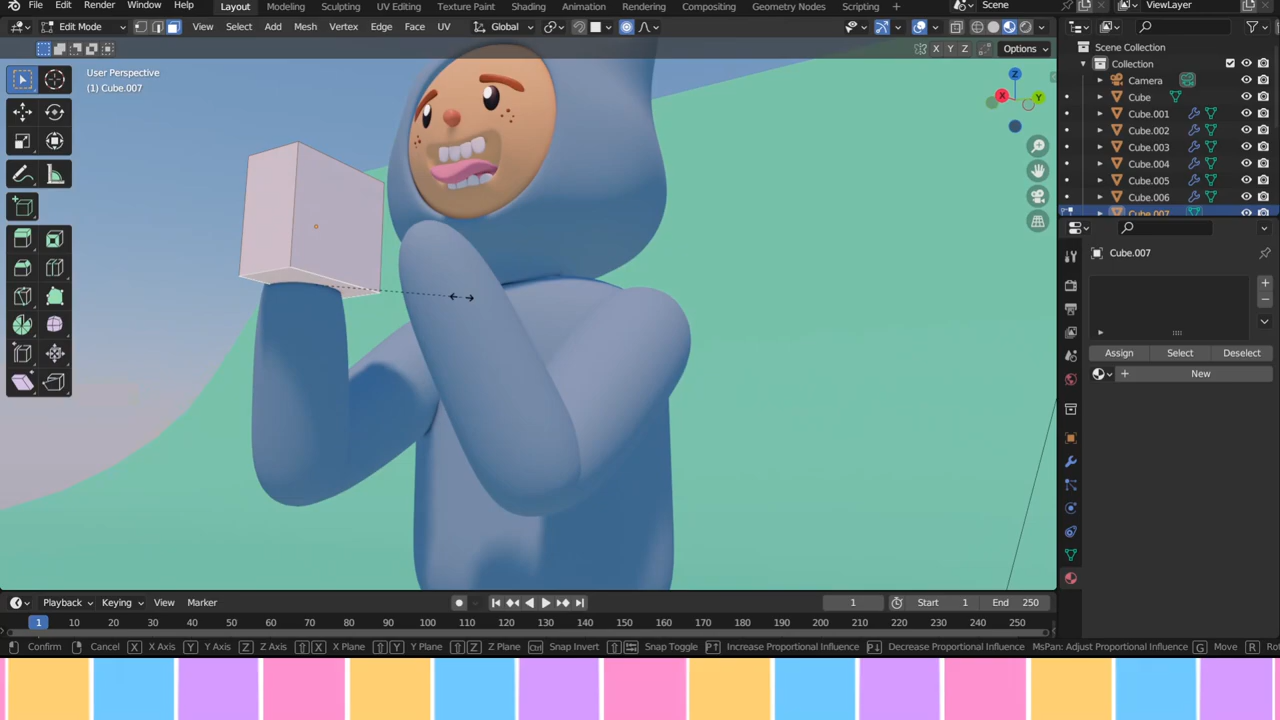 File Edit Render Window Help Layout Modeling Sculpting UV Editing Texture Paint Shading Animation Rendering Compositing Geometry Nodes Scripting + Scene ViewLayer
Edit Mode View Select Add Mesh Vertex Edge Face UV Global
X Y Z Options
User Perspective
(1) Cube.007
Z
X Y
Scene Collection
Collection
Camera
Cube
Cube.001
Cube.002
Cube.003
Cube.004
Cube.005
Cube.006
Cube.007
Cube.007
Assign Select Deselect
New
Playback Keying View Marker 1 Start 1 End 250
1 10 20 30 40 50 60 70 80 90 100 110 120 130 140 150 160 170 180 190 200 210 220 230 240 250
Confirm Cancel X X Axis Y Y Axis Z Z Axis X X Plane Y Y Plane Z Z Plane Ctrl Snap Invert Snap Toggle Increase Proportional Influence Decrease Proportional Influence MsPan: Adjust Proportional Influence G Move R